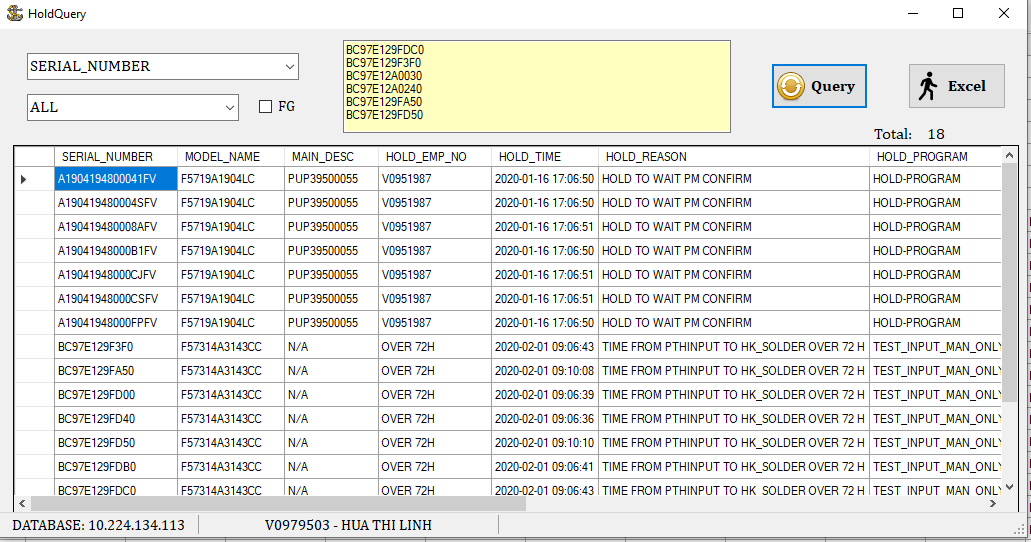 HoldQuery
SERIAL_NUMBER
ALL
FG
BC97E129FDC0
BC97E129F3F0
BC97E12A0030
BC97E12A0240
BC97E129FA50
BC97E129FD50
Query
Excel
Total: 18
SERIAL_NUMBER MODEL_NAME MAIN_DESC HOLD_EMP_NO HOLD_TIME HOLD_REASON HOLD_PROGRAM
A1904194800041FV F5719A1904LC PUP39500055 V0951987 2020-01-16 17:06:50 HOLD TO WAIT PM CONFIRM HOLD-PROGRAM
A190419480004SFV F5719A1904LC PUP39500055 V0951987 2020-01-16 17:06:50 HOLD TO WAIT PM CONFIRM HOLD-PROGRAM
A190419480008AFV F5719A1904LC PUP39500055 V0951987 2020-01-16 17:06:51 HOLD TO WAIT PM CONFIRM HOLD-PROGRAM
A19041948000B1FV F5719A1904LC PUP39500055 V0951987 2020-01-16 17:06:50 HOLD TO WAIT PM CONFIRM HOLD-PROGRAM
A19041948000CJFV F5719A1904LC PUP39500055 V0951987 2020-01-16 17:06:51 HOLD TO WAIT PM CONFIRM HOLD-PROGRAM
A19041948000CSFV F5719A1904LC PUP39500055 V0951987 2020-01-16 17:06:51 HOLD TO WAIT PM CONFIRM HOLD-PROGRAM
A19041948000FPFV F5719A1904LC PUP39500055 V0951987 2020-01-16 17:06:50 HOLD TO WAIT PM CONFIRM HOLD-PROGRAM
BC97E129F3F0 F57314A3143CC N/A OVER 72H 2020-02-01 09:06:43 TIME FROM PTHINPUT TO HK_SOLDER OVER 72 H TEST_INPUT_MAN_ONLY
BC97E129FA50 F57314A3143CC N/A OVER 72H 2020-02-01 09:10:08 TIME FROM PTHINPUT TO HK_SOLDER OVER 72 H TEST_INPUT_MAN_ONLY
BC97E129FD00 F57314A3143CC N/A OVER 72H 2020-02-01 09:06:39 TIME FROM PTHINPUT TO HK_SOLDER OVER 72 H TEST_INPUT_MAN_ONLY
BC97E129FD40 F57314A3143CC N/A OVER 72H 2020-02-01 09:06:36 TIME FROM PTHINPUT TO HK_SOLDER OVER 72 H TEST_INPUT_MAN_ONLY
BC97E129FD50 F57314A3143CC N/A OVER 72H 2020-02-01 09:10:10 TIME FROM PTHINPUT TO HK_SOLDER OVER 72 H TEST_INPUT_MAN_ONLY
BC97E129FDB0 F57314A3143CC N/A OVER 72H 2020-02-01 09:06:41 TIME FROM PTHINPUT TO HK_SOLDER OVER 72 H TEST_INPUT_MAN_ONLY
BC97E129FDC0 F57314A3143CC N/A OVER 72H 2020-02-01 09:06:43 TIME FROM PTHINPUT TO HK_SOLDER OVER 72 H TEST_INPUT_MAN_ONLY
DATABASE: 10.224.134.113 V0979503 - HUA THI LINH